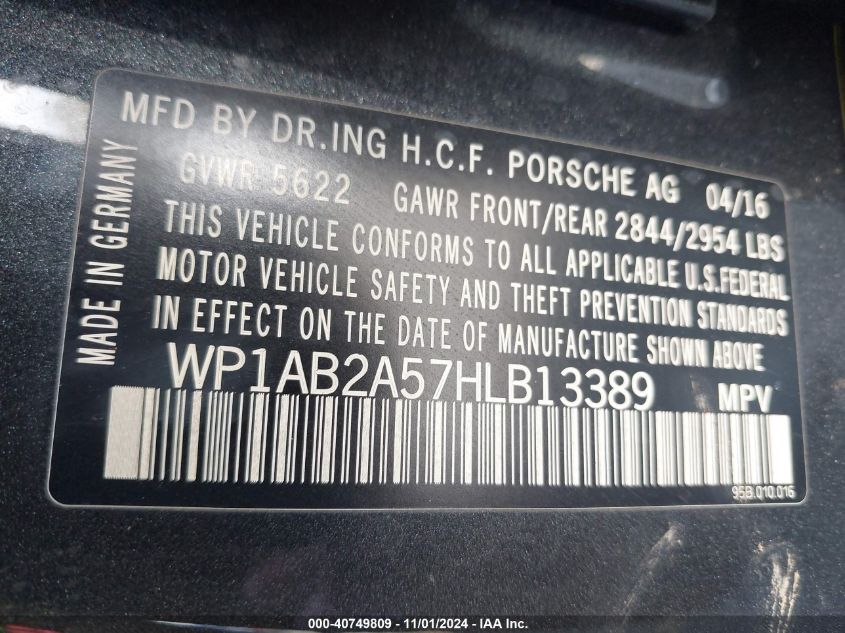 MFD BY DR.ING H.C.F. PORSCHE AG 04/16
GVWR 5622 GAWR FRONT/REAR 2844/2954 LBS
THIS VEHICLE CONFORMS TO ALL APPLICABLE U.S.FEDERAL
MOTOR VEHICLE SAFETY AND THEFT PREVENTION STANDARDS
IN EFFECT ON THE DATE OF MANUFACTURE SHOWN ABOVE
WP1AB2A57HLB13389 MPV
MADE IN GERMANY
95B.010.016
000-40749809 - 11/01/2024 - IAA Inc.